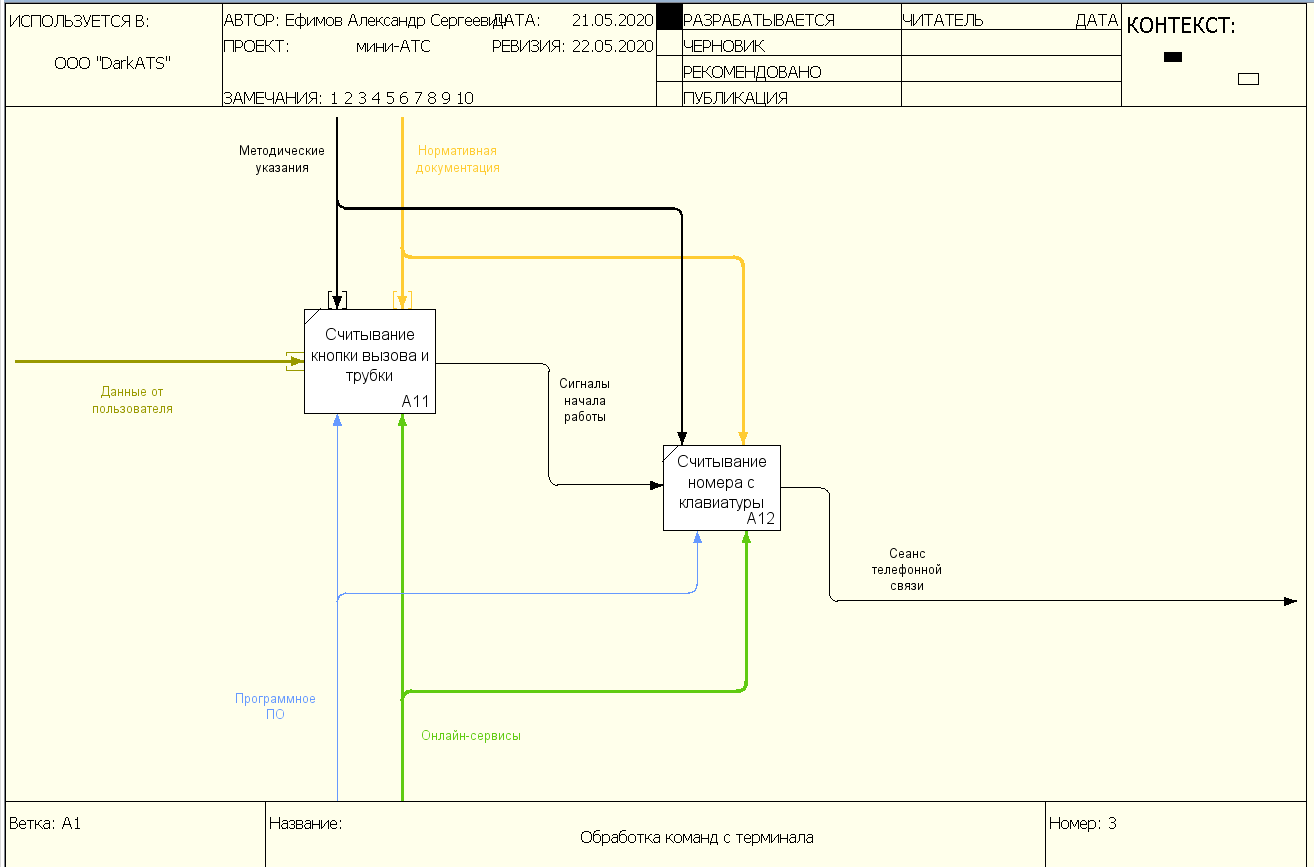 ИСПОЛЬЗУЕТСЯ В:
ООО "DarkATS"
АВТОР: Ефимов Александр Сергеевич ДАТА: 21.05.2020
ПРОЕКТ: мини-АТС РЕВИЗИЯ: 22.05.2020
ЗАМЕЧАНИЯ: 1 2 3 4 5 6 7 8 9 10
РАЗРАБАТЫВАЕТСЯ
ЧЕРНОВИК
РЕКОМЕНДОВАНО
ПУБЛИКАЦИЯ
ЧИТАТЕЛЬ ДАТА
КОНТЕКСТ:
Методические
указания
Нормативная
документация
Считывание
кнопки вызова и
трубки
A11
Данные от
пользователя
Сигналы
начала
работы
Считывание
номера с
клавиатуры
A12
Сеанс
телефонной
связи
Программное
ПО
Онлайн-сервисы
Ветка: A1
Название:
Обработка команд с терминала
Номер: 3